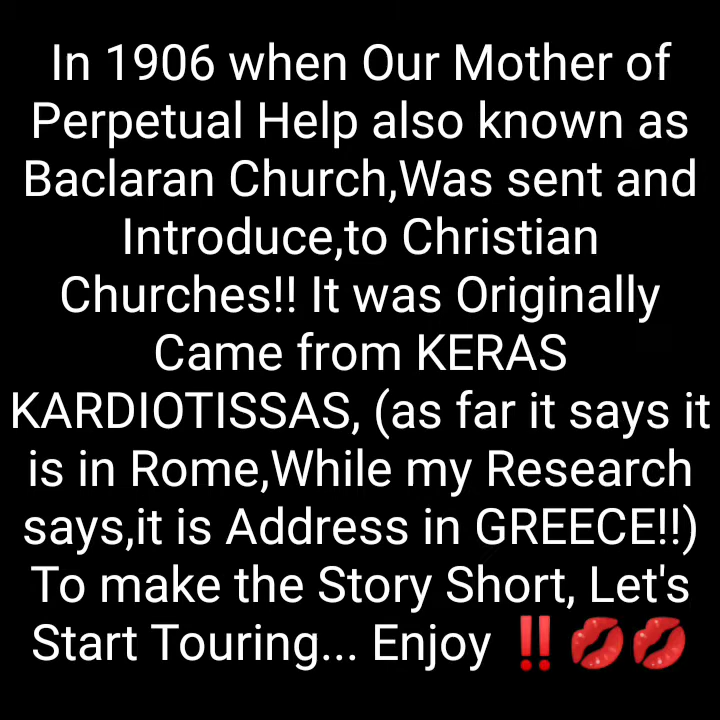 In 1906 when Our Mother of
Perpetual Help also known as
Baclaran Church,Was sent and
Introduce,to Christian
Churches!! It was Originally
Came from KERAS
KARDIOTISSAS, (as far it says it
is in Rome,While my Research
says,it is Address in GREECE!!)
To make the Story Short, Let's
Start Touring... Enjoy ‼️💋💋